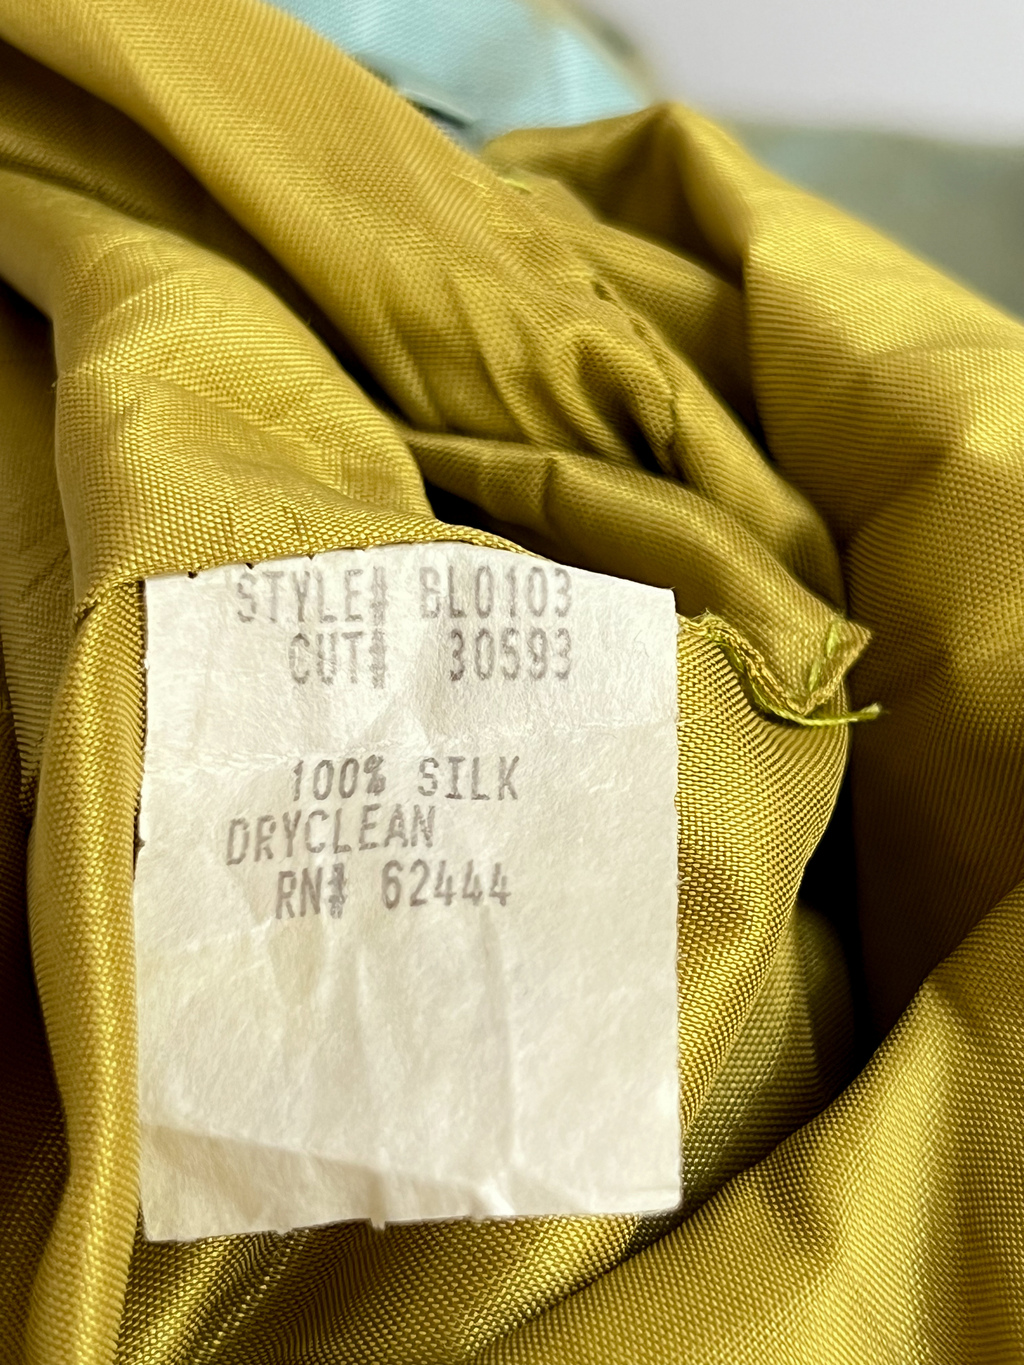 STYLE# BL0103
CUT# 30593
100% SILK
DRYCLEAN
RN# 62444